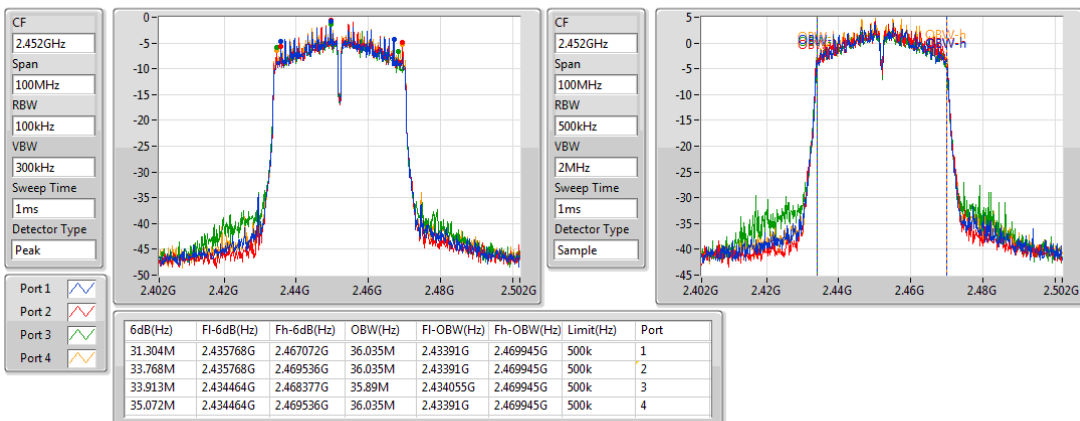 CF
2.452GHz
Span
100MHz
RBW
100kHz
VBW
300kHz
Sweep Time
1ms
Detector Type
Peak
0
-5
-10
-15
-20
-25
-30
-35
-40
-45
-50
2.402G 2.42G 2.44G 2.46G 2.48G 2.502G
CF
2.452GHz
Span
100MHz
RBW
500kHz
VBW
2MHz
Sweep Time
1ms
Detector Type
Sample
5
0
-5
-10
-15
-20
-25
-30
-35
-40
-45
OBW-h
OBW-h
2.402G 2.42G 2.44G 2.46G 2.48G 2.502G
Port 1
Port 2
Port 3
Port 4
6dB(Hz) Fl-6dB(Hz) Fh-6dB(Hz) OBW(Hz) Fl-OBW(Hz) Fh-OBW(Hz) Limit(Hz) Port
31.304M 2.435768G 2.467072G 36.035M 2.43391G 2.469945G 500k 1
33.768M 2.435768G 2.469536G 36.035M 2.43391G 2.469945G 500k 2
33.913M 2.434464G 2.468377G 35.89M 2.434055G 2.469945G 500k 3
35.072M 2.434464G 2.469536G 36.035M 2.43391G 2.469945G 500k 4